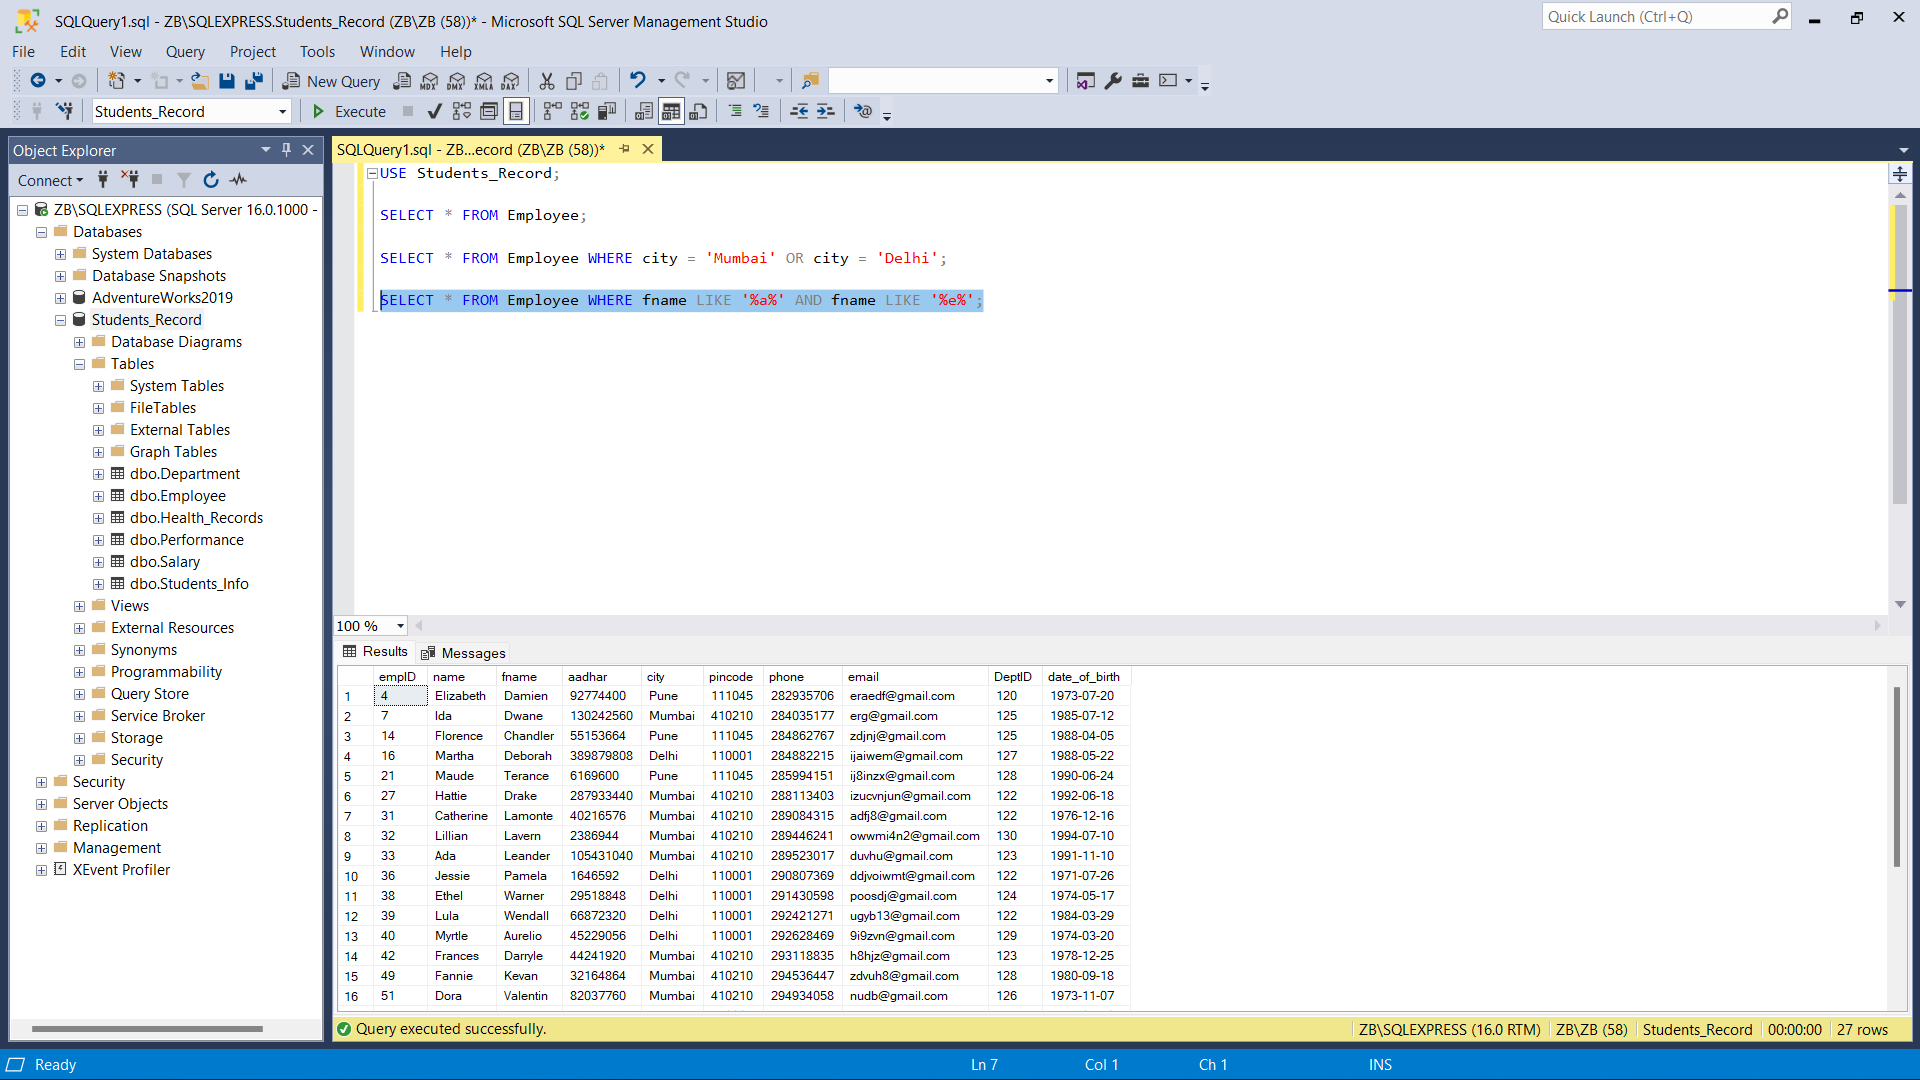 SQLQuery1.sql - ZB\SQLEXPRESS.Students_Record (ZB\ZB (58))* - Microsoft SQL Server Management Studio
Quick Launch (Ctrl+Q)
File Edit View Query Project Tools Window Help
New Query MDX DMX XMLA DAX
Students_Record Execute
Object Explorer
Connect
ZB\SQLEXPRESS (SQL Server 16.0.1000 -
Databases
System Databases
Database Snapshots
AdventureWorks2019
Students_Record
Database Diagrams
Tables
System Tables
FileTables
External Tables
Graph Tables
dbo.Department
dbo.Employee
dbo.Health_Records
dbo.Performance
dbo.Salary
dbo.Students_Info
Views
External Resources
Synonyms
Programmability
Query Store
Service Broker
Storage
Security
Security
Server Objects
Replication
Management
XEvent Profiler
SQLQuery1.sql - ZB...ecord (ZB\ZB (58))*
USE Students_Record;
SELECT * FROM Employee;
SELECT * FROM Employee WHERE city = 'Mumbai' OR city = 'Delhi';
SELECT * FROM Employee WHERE fname LIKE '%a%' AND fname LIKE '%e%';
100 %
Results Messages
empID name fname aadhar city pincode phone email DeptID date_of_birth
1 4 Elizabeth Damien 92774400 Pune 111045 282935706 eraedf@gmail.com 120 1973-07-20
2 7 Ida Dwane 130242560 Mumbai 410210 284035177 erg@gmail.com 125 1985-07-12
3 14 Florence Chandler 55153664 Pune 111045 284862767 zdjnj@gmail.com 125 1988-04-05
4 16 Martha Deborah 389879808 Delhi 110001 284882215 ijaiwem@gmail.com 127 1988-05-22
5 21 Maude Terance 6169600 Pune 111045 285994151 ij8inzx@gmail.com 128 1990-06-24
6 27 Hattie Drake 287933440 Mumbai 410210 288113403 izucvnjun@gmail.com 122 1992-06-18
7 31 Catherine Lamonte 40216576 Mumbai 410210 289084315 adfj8@gmail.com 122 1976-12-16
8 32 Lillian Lavern 2386944 Mumbai 410210 289446241 owwmi4n2@gmail.com 130 1994-07-10
9 33 Ada Leander 105431040 Mumbai 410210 289523017 duvhu@gmail.com 123 1991-11-10
10 36 Jessie Pamela 1646592 Delhi 110001 290807369 ddjvoiwmt@gmail.com 122 1971-07-26
11 38 Ethel Warner 29518848 Delhi 110001 291430598 poosdj@gmail.com 124 1974-05-17
12 39 Lula Wendall 66872320 Delhi 110001 292421271 ugyb13@gmail.com 122 1984-03-29
13 40 Myrtle Aurelio 45229056 Delhi 110001 292628469 9i9zvn@gmail.com 129 1974-03-20
14 42 Frances Darryle 44241920 Mumbai 410210 293118835 h8hjz@gmail.com 123 1978-12-25
15 49 Fannie Kevan 32164864 Mumbai 410210 294536447 zdvuh8@gmail.com 128 1980-09-18
16 51 Dora Valentin 82037760 Mumbai 410210 294934058 nudb@gmail.com 126 1973-11-07
Query executed successfully. ZB\SQLEXPRESS (16.0 RTM) ZB\ZB (58) Students_Record 00:00:00 27 rows
Ready Ln 7 Col 1 Ch 1 INS